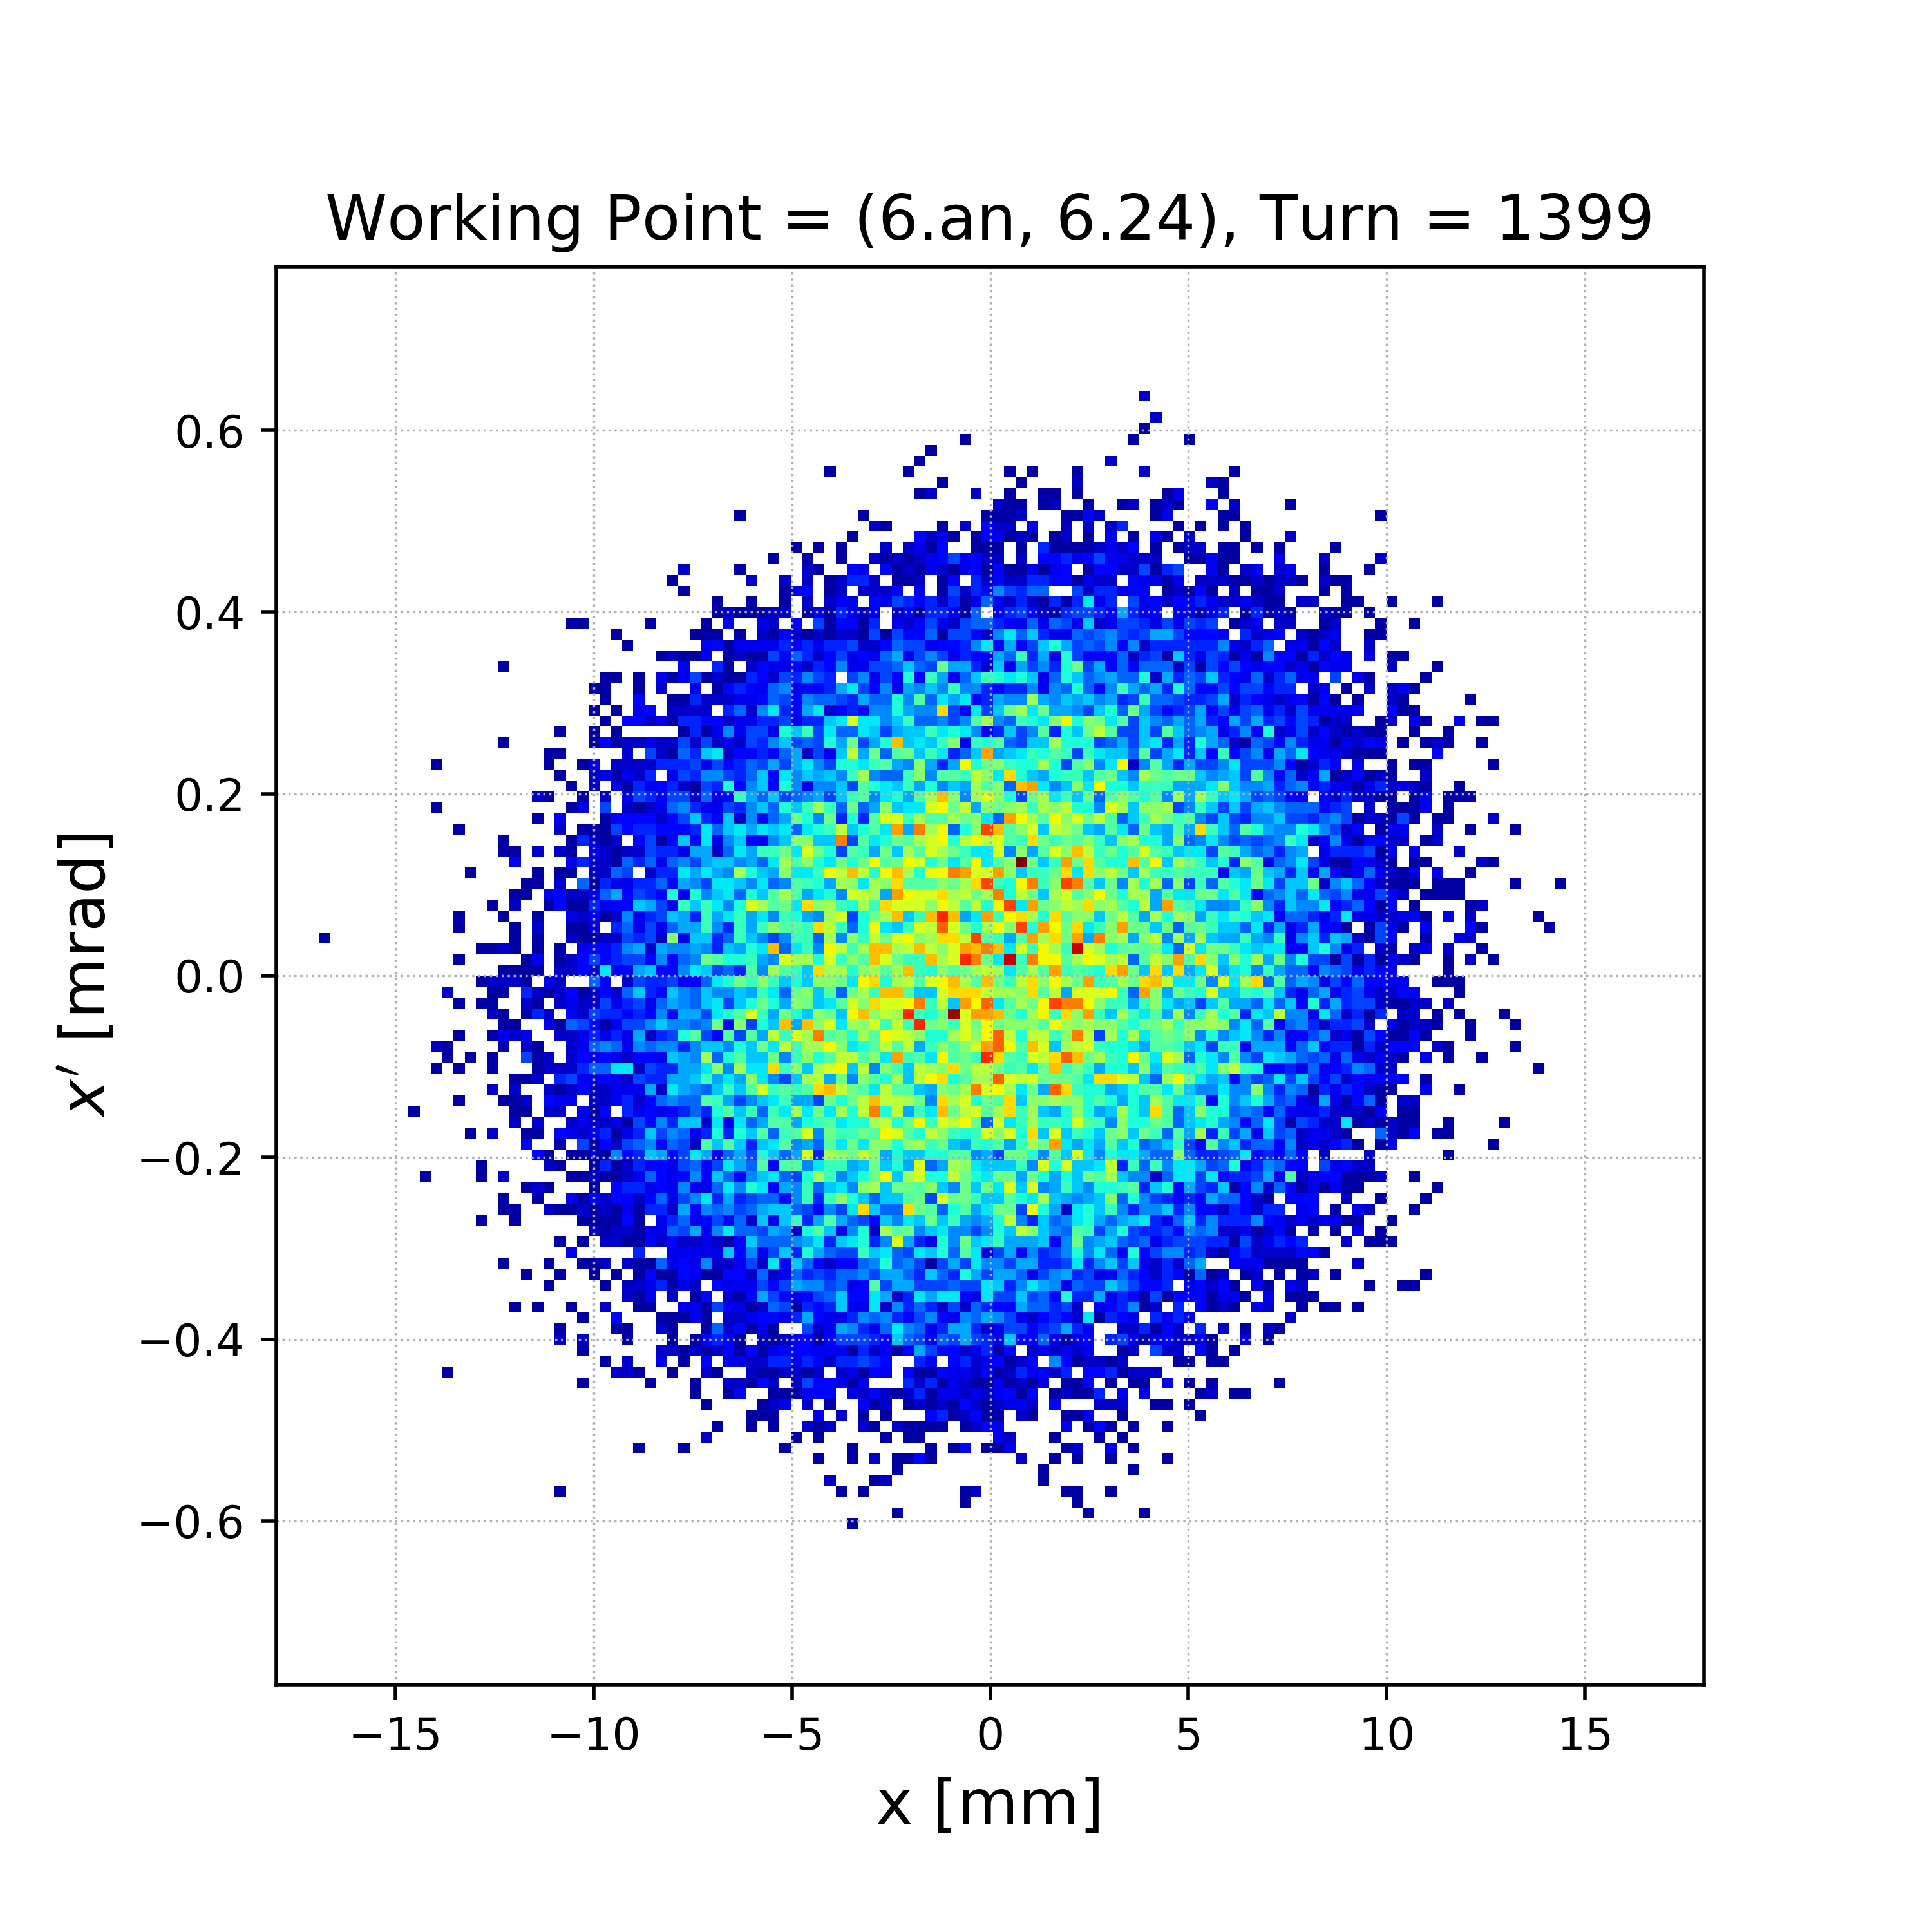 Working Point = (6.an, 6.24), Turn = 1399
x′ [mrad]
0.6
0.4
0.2
0.0
−0.2
−0.4
−0.6
−15 −10 −5 0 5 10 15
x [mm]